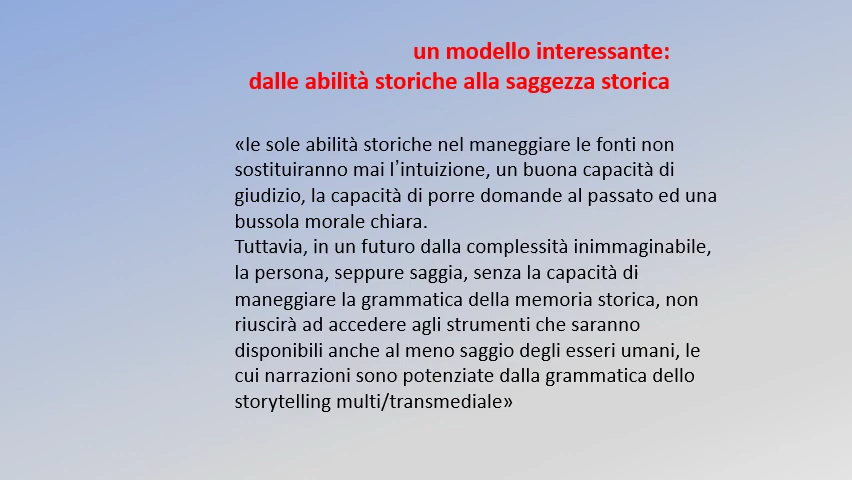 un modello interessante:
dalle abilità storiche alla saggezza storica
«le sole abilità storiche nel maneggiare le fonti non
sostituiranno mai l’intuizione, un buona capacità di
giudizio, la capacità di porre domande al passato ed una
bussola morale chiara.
Tuttavia, in un futuro dalla complessità inimmaginabile,
la persona, seppure saggia, senza la capacità di
maneggiare la grammatica della memoria storica, non
riuscirà ad accedere agli strumenti che saranno
disponibili anche al meno saggio degli esseri umani, le
cui narrazioni sono potenziate dalla grammatica dello
storytelling multi/transmediale»